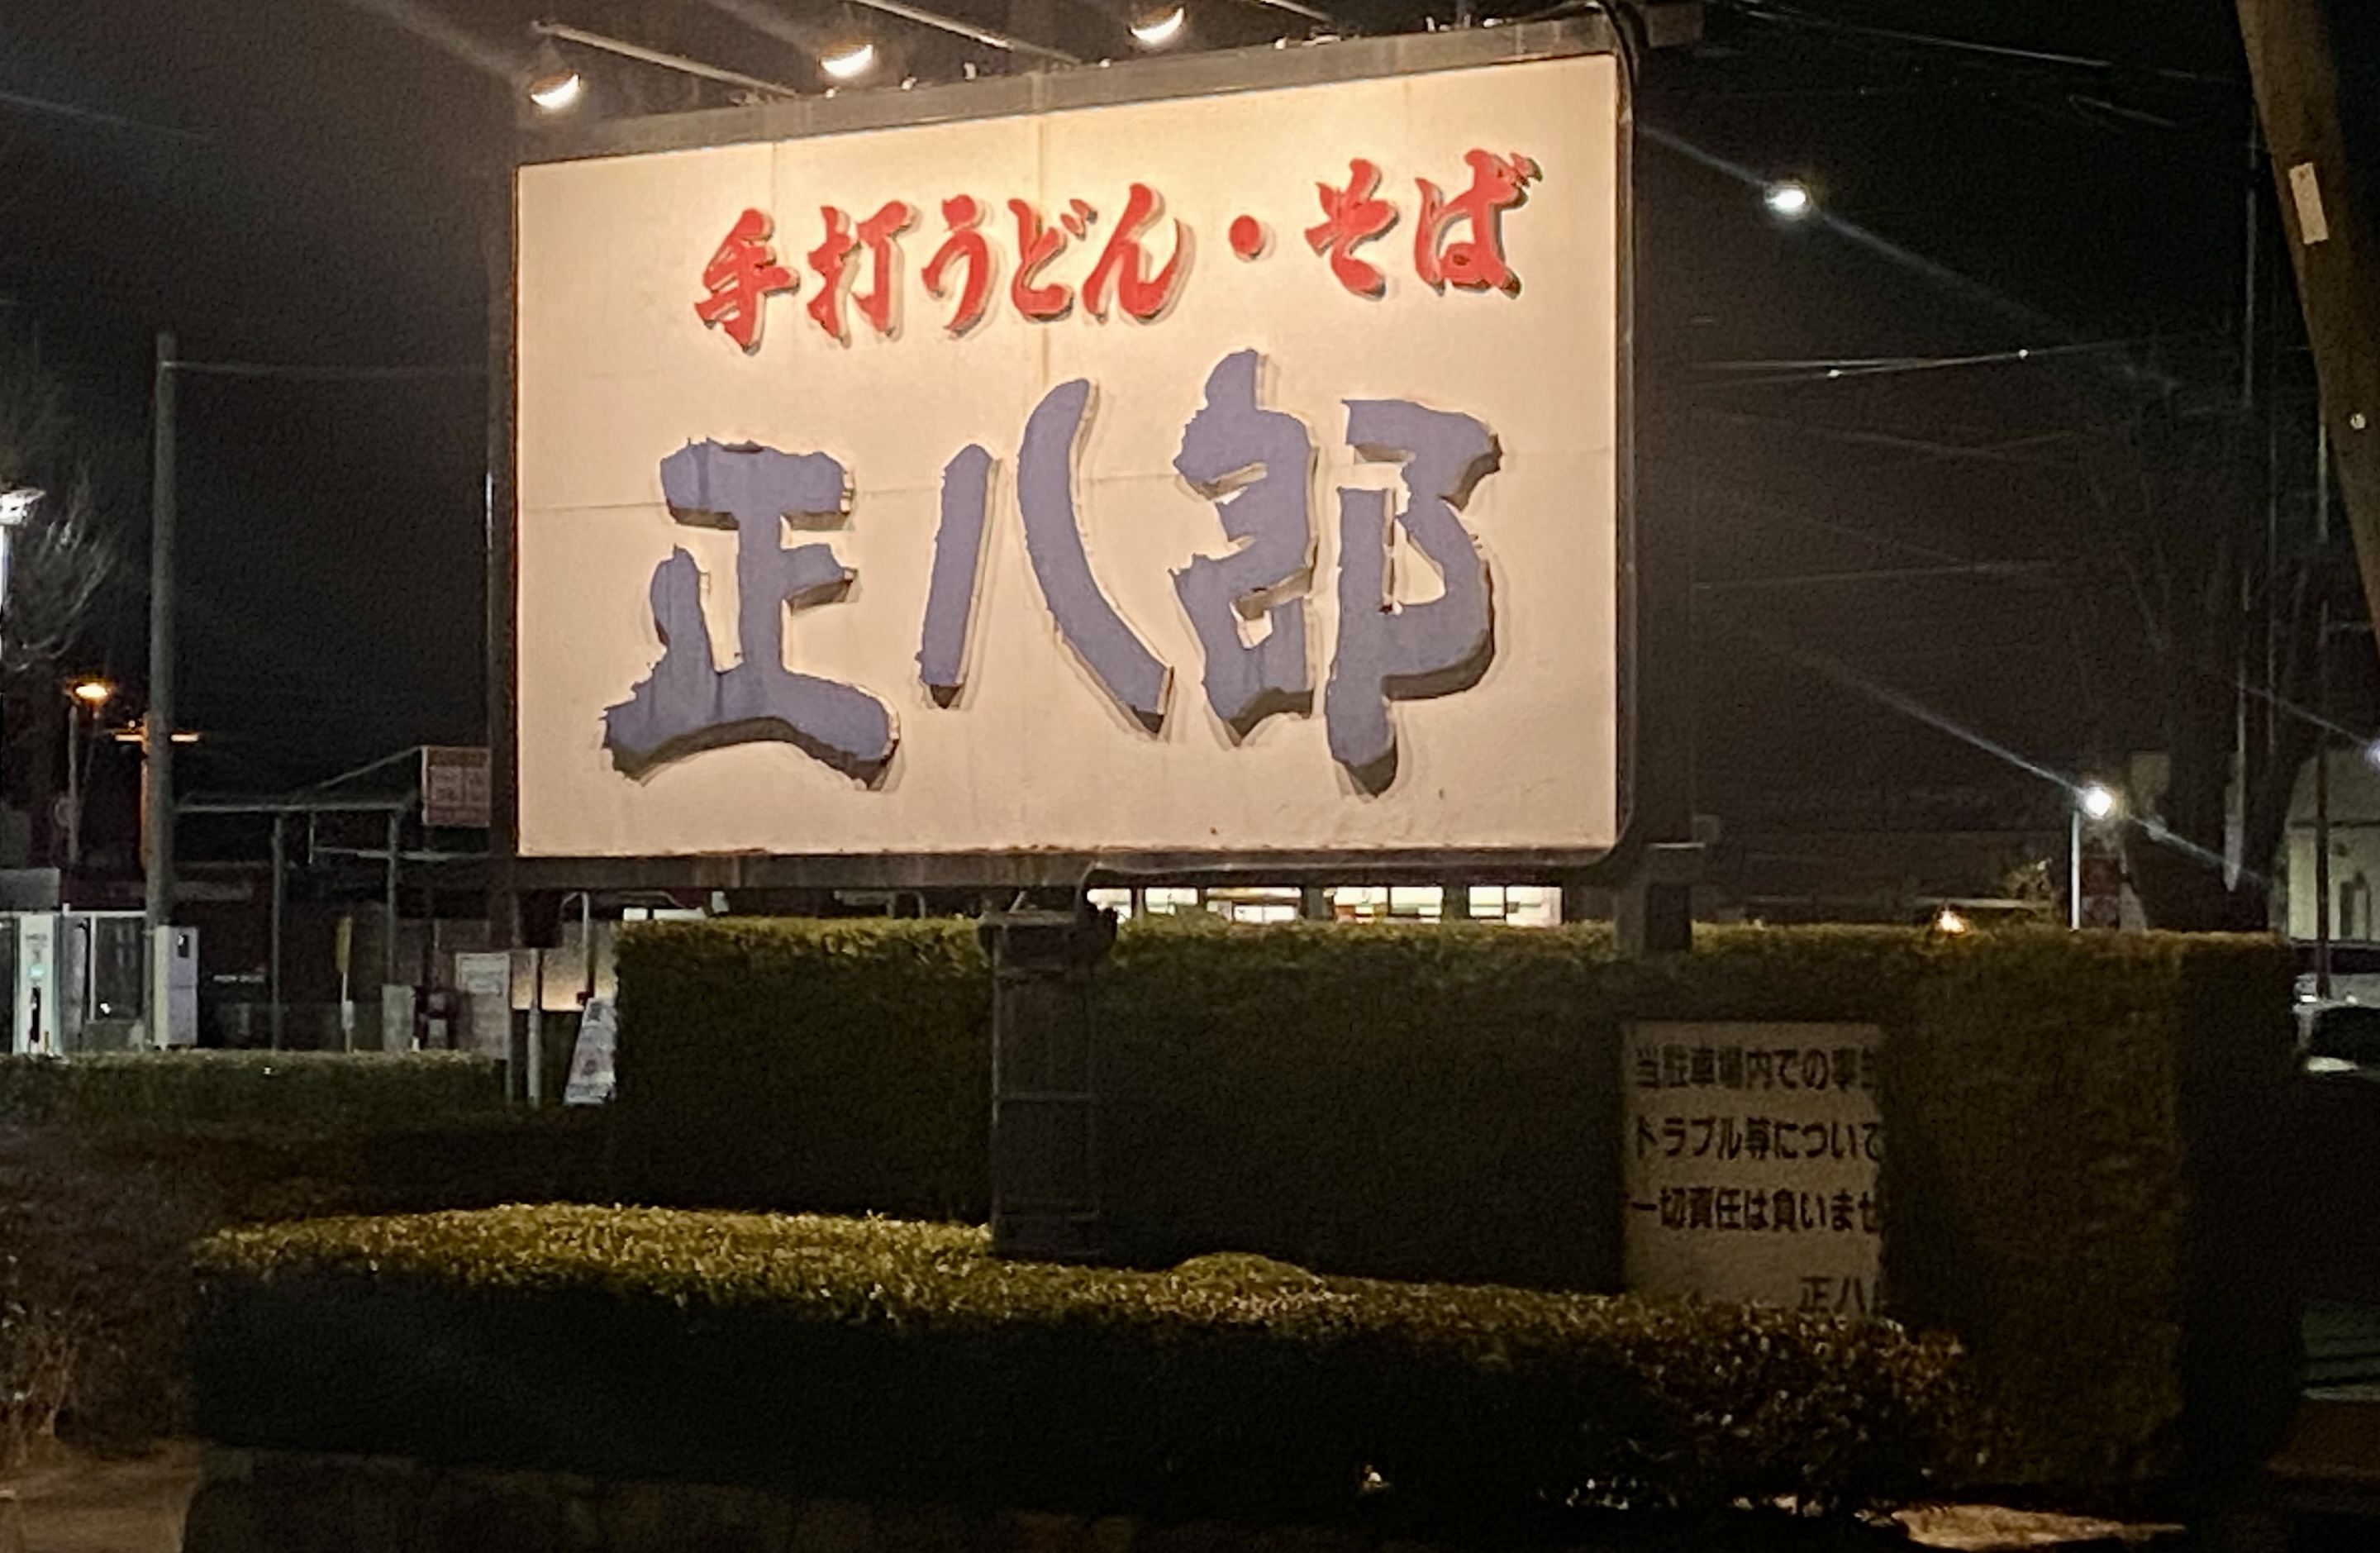 手打うどん・そば
正八郎
当駐車場内での事
トラブル等について
一切責任は負いませ
正八